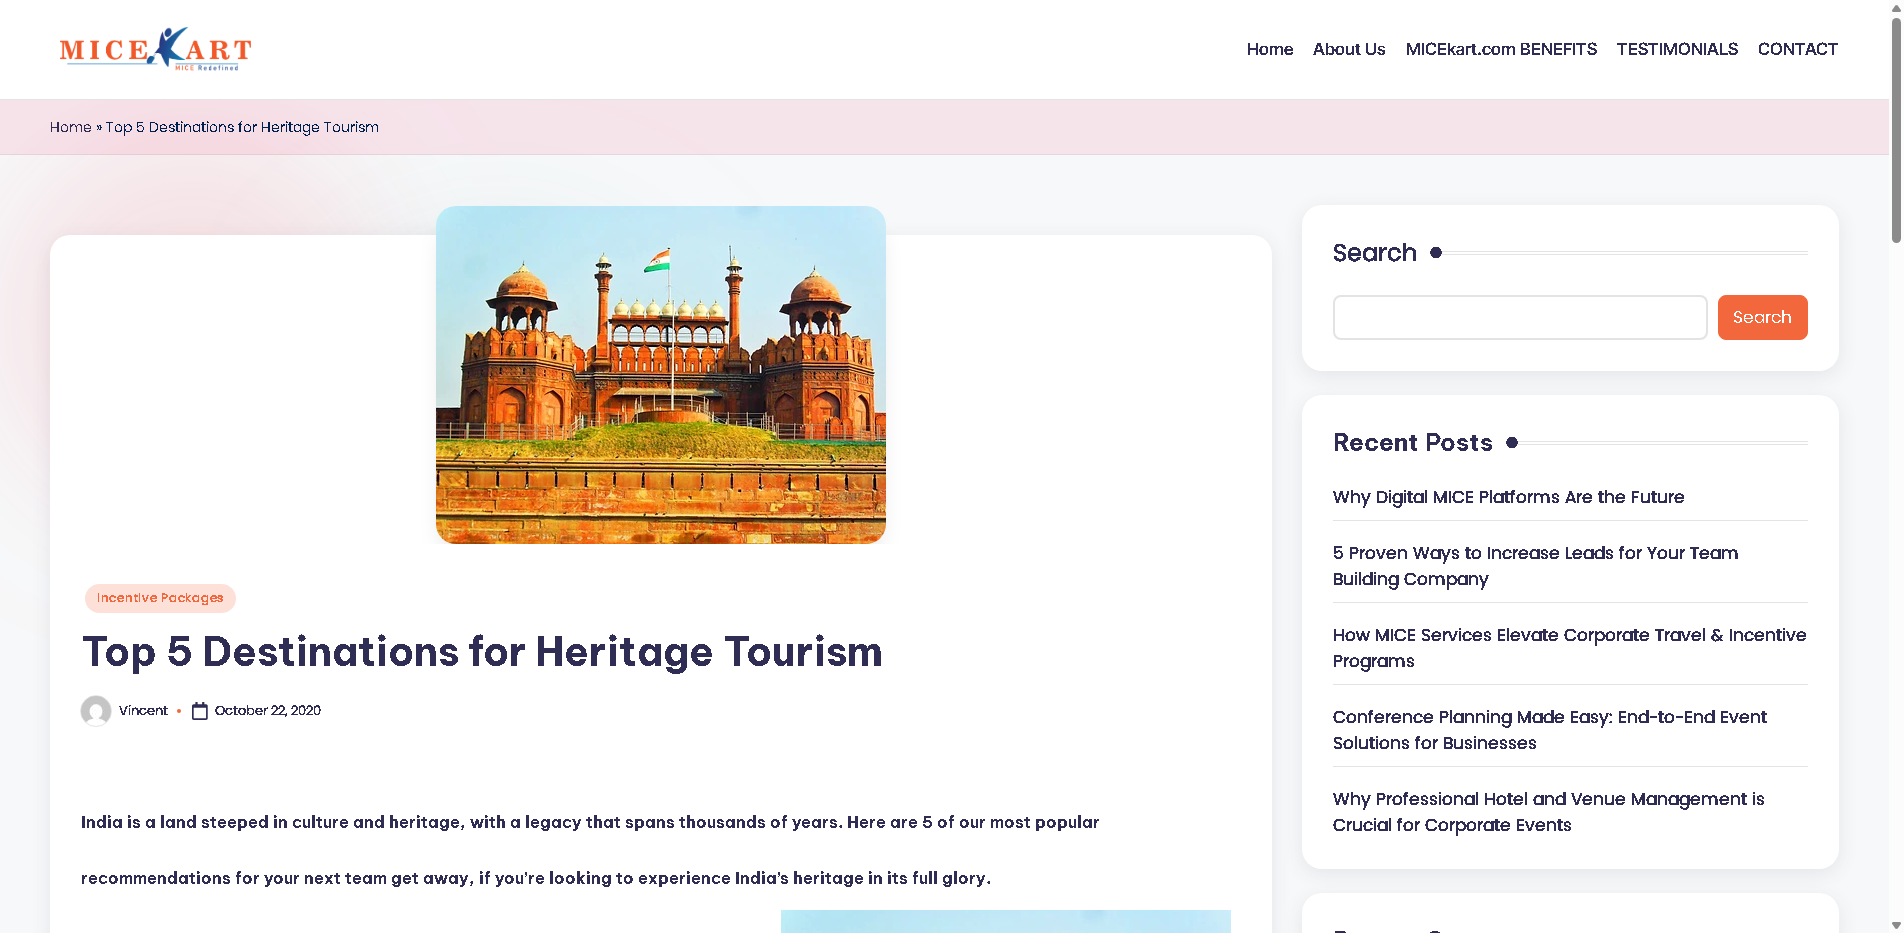 MICEKART
MICE Redefined
Home About Us MICEkart.com BENEFITS TESTIMONIALS CONTACT
Home » Top 5 Destinations for Heritage Tourism
Incentive Packages
Top 5 Destinations for Heritage Tourism
Vincent • October 22, 2020
India is a land steeped in culture and heritage, with a legacy that spans thousands of years. Here are 5 of our most popular
recommendations for your next team get away, if you’re looking to experience India’s heritage in its full glory.
Search
Search
Recent Posts
Why Digital MICE Platforms Are the Future
5 Proven Ways to Increase Leads for Your Team
Building Company
How MICE Services Elevate Corporate Travel & Incentive
Programs
Conference Planning Made Easy: End-to-End Event
Solutions for Businesses
Why Professional Hotel and Venue Management is
Crucial for Corporate Events